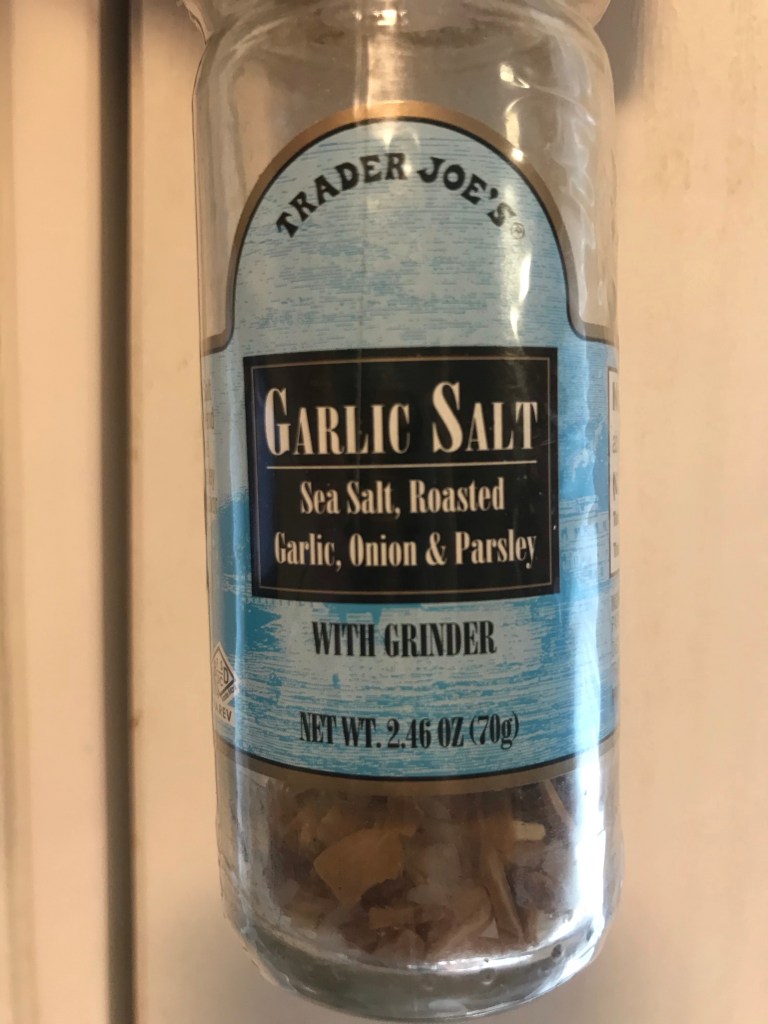 TRADER JOE'S
GARLIC SALT
Sea Salt, Roasted
Garlic, Onion & Parsley
WITH GRINDER
NET WT. 2.46 OZ (70g)